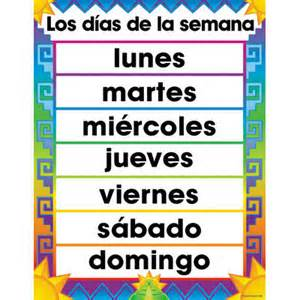 Los días de la semana
lunes
martes
miércoles
jueves
viernes
sábado
domingo